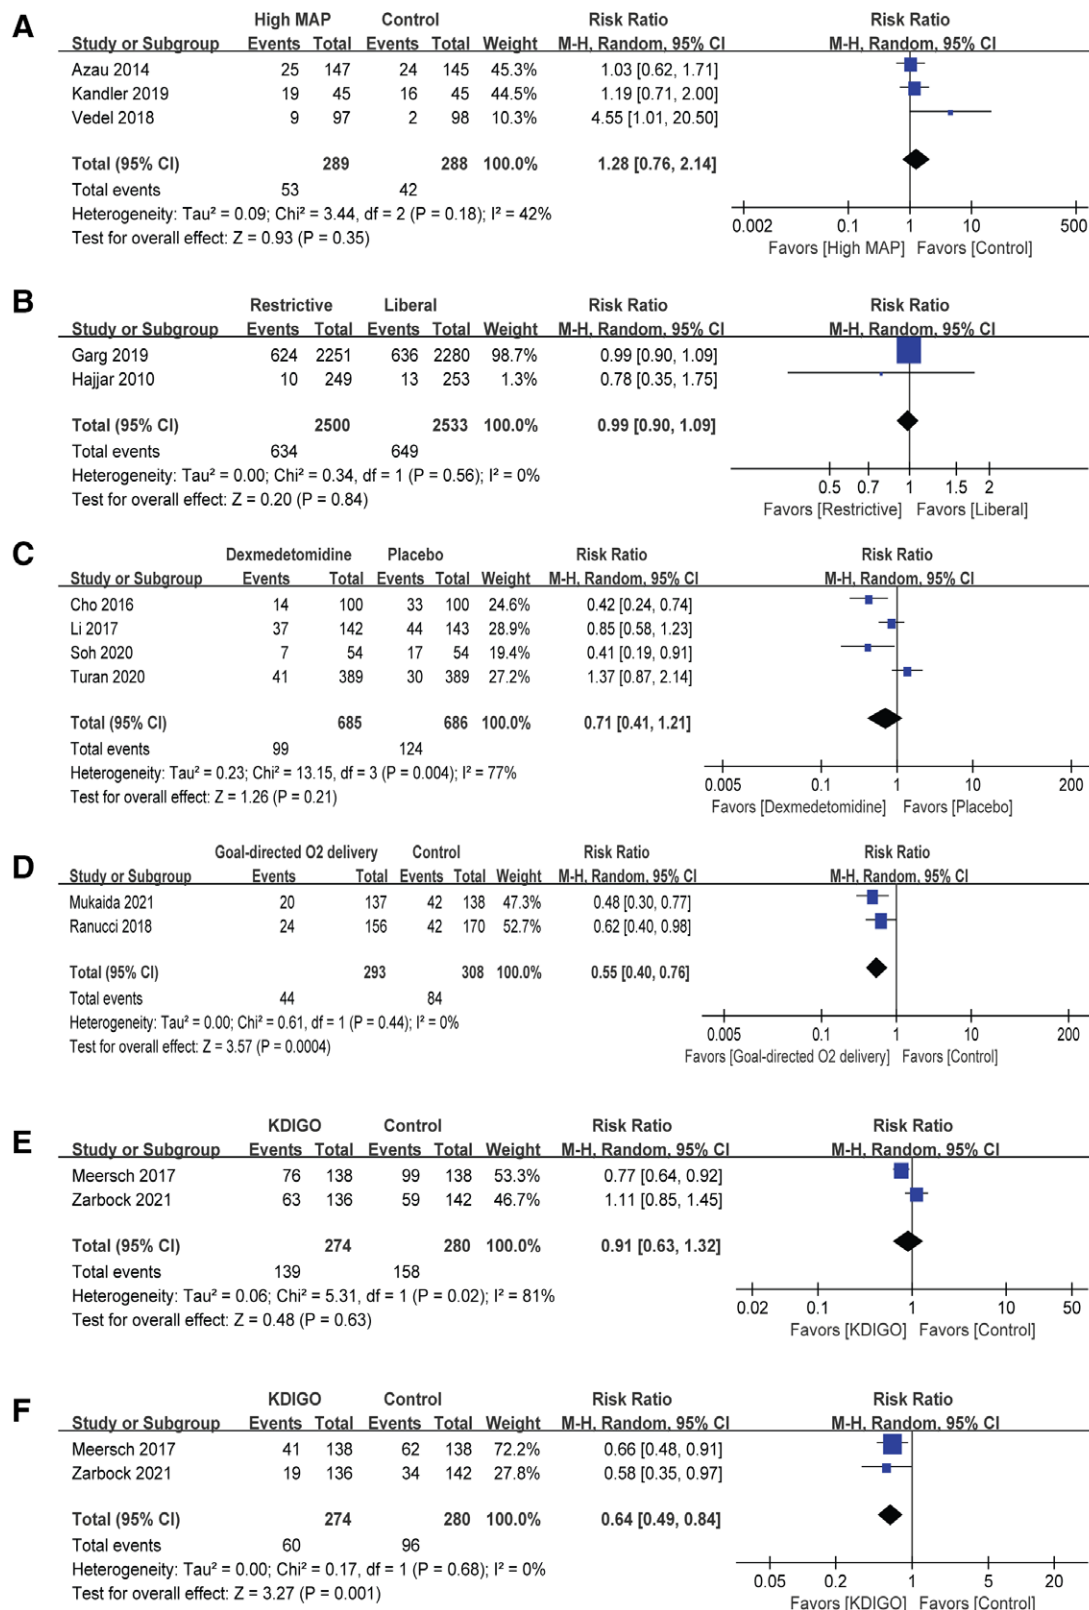 A
High MAP Control Risk Ratio Risk Ratio
Study or Subgroup Events Total Events Total Weight M-H, Random, 95% CI M-H, Random, 95% CI
Azau 2014 25 147 24 145 45.3% 1.03 [0.62, 1.71]
Kandler 2019 19 45 16 45 44.5% 1.19 [0.71, 2.00]
Vedel 2018 9 97 2 98 10.3% 4.55 [1.01, 20.50]
Total (95% CI) 289 288 100.0% 1.28 [0.76, 2.14]
Total events 53 42
Heterogeneity: Tau² = 0.09; Chi² = 3.44, df = 2 (P = 0.18); I² = 42%
Test for overall effect: Z = 0.93 (P = 0.35)
0.002 0.1 1 10 500
Favors [High MAP] Favors [Control]
B
Restrictive Liberal Risk Ratio Risk Ratio
Study or Subgroup Events Total Events Total Weight M-H, Random, 95% CI M-H, Random, 95% CI
Garg 2019 624 2251 636 2280 98.7% 0.99 [0.90, 1.09]
Hajjar 2010 10 249 13 253 1.3% 0.78 [0.35, 1.75]
Total (95% CI) 2500 2533 100.0% 0.99 [0.90, 1.09]
Total events 634 649
Heterogeneity: Tau² = 0.00; Chi² = 0.34, df = 1 (P = 0.56); I² = 0%
Test for overall effect: Z = 0.20 (P = 0.84)
0.5 0.7 1 1.5 2
Favors [Restrictive] Favors [Liberal]
C
Dexmedetomidine Placebo Risk Ratio Risk Ratio
Study or Subgroup Events Total Events Total Weight M-H, Random, 95% CI M-H, Random, 95% CI
Cho 2016 14 100 33 100 24.6% 0.42 [0.24, 0.74]
Li 2017 37 142 44 143 28.9% 0.85 [0.58, 1.23]
Soh 2020 7 54 17 54 19.4% 0.41 [0.19, 0.91]
Turan 2020 41 389 30 389 27.2% 1.37 [0.87, 2.14]
Total (95% CI) 685 686 100.0% 0.71 [0.41, 1.21]
Total events 99 124
Heterogeneity: Tau² = 0.23; Chi² = 13.15, df = 3 (P = 0.004); I² = 77%
Test for overall effect: Z = 1.26 (P = 0.21)
0.005 0.1 1 10 200
Favors [Dexmedetomidine] Favors [Placebo]
D
Goal-directed O2 delivery Control Risk Ratio Risk Ratio
Study or Subgroup Events Total Events Total Weight M-H, Random, 95% CI M-H, Random, 95% CI
Mukaida 2021 20 137 42 138 47.3% 0.48 [0.30, 0.77]
Ranucci 2018 24 156 42 170 52.7% 0.62 [0.40, 0.98]
Total (95% CI) 293 308 100.0% 0.55 [0.40, 0.76]
Total events 44 84
Heterogeneity: Tau² = 0.00; Chi² = 0.61, df = 1 (P = 0.44); I² = 0%
Test for overall effect: Z = 3.57 (P = 0.0004)
0.005 0.1 1 10 200
Favors [Goal-directed O2 delivery] Favors [Control]
E
KDIGO Control Risk Ratio Risk Ratio
Study or Subgroup Events Total Events Total Weight M-H, Random, 95% CI M-H, Random, 95% CI
Meersch 2017 76 138 99 138 53.3% 0.77 [0.64, 0.92]
Zarbock 2021 63 136 59 142 46.7% 1.11 [0.85, 1.45]
Total (95% CI) 274 280 100.0% 0.91 [0.63, 1.32]
Total events 139 158
Heterogeneity: Tau² = 0.06; Chi² = 5.31, df = 1 (P = 0.02); I² = 81%
Test for overall effect: Z = 0.48 (P = 0.63)
0.02 0.1 1 10 50
Favors [KDIGO] Favors [Control]
F
KDIGO Control Risk Ratio Risk Ratio
Study or Subgroup Events Total Events Total Weight M-H, Random, 95% CI M-H, Random, 95% CI
Meersch 2017 41 138 62 138 72.2% 0.66 [0.48, 0.91]
Zarbock 2021 19 136 34 142 27.8% 0.58 [0.35, 0.97]
Total (95% CI) 274 280 100.0% 0.64 [0.49, 0.84]
Total events 60 96
Heterogeneity: Tau² = 0.00; Chi² = 0.17, df = 1 (P = 0.68); I² = 0%
Test for overall effect: Z = 3.27 (P = 0.001)
0.05 0.2 1 5 20
Favors [KDIGO] Favors [Control]